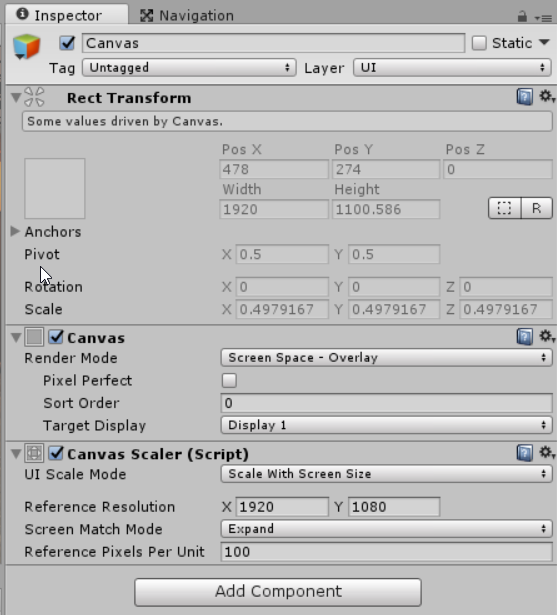 Inspector Navigation
Canvas Static
Tag Untagged Layer UI
Rect Transform
Some values driven by Canvas.
Pos X Pos Y Pos Z
478 274 0
Width Height
1920 1100.586
R
Anchors
Pivot X 0.5 Y 0.5
Rotation X 0 Y 0 Z 0
Scale X 0.4979167 Y 0.4979167 Z 0.4979167
Canvas
Render Mode Screen Space - Overlay
Pixel Perfect
Sort Order 0
Target Display Display 1
Canvas Scaler (Script)
UI Scale Mode Scale With Screen Size
Reference Resolution X 1920 Y 1080
Screen Match Mode Expand
Reference Pixels Per Unit 100
Add Component